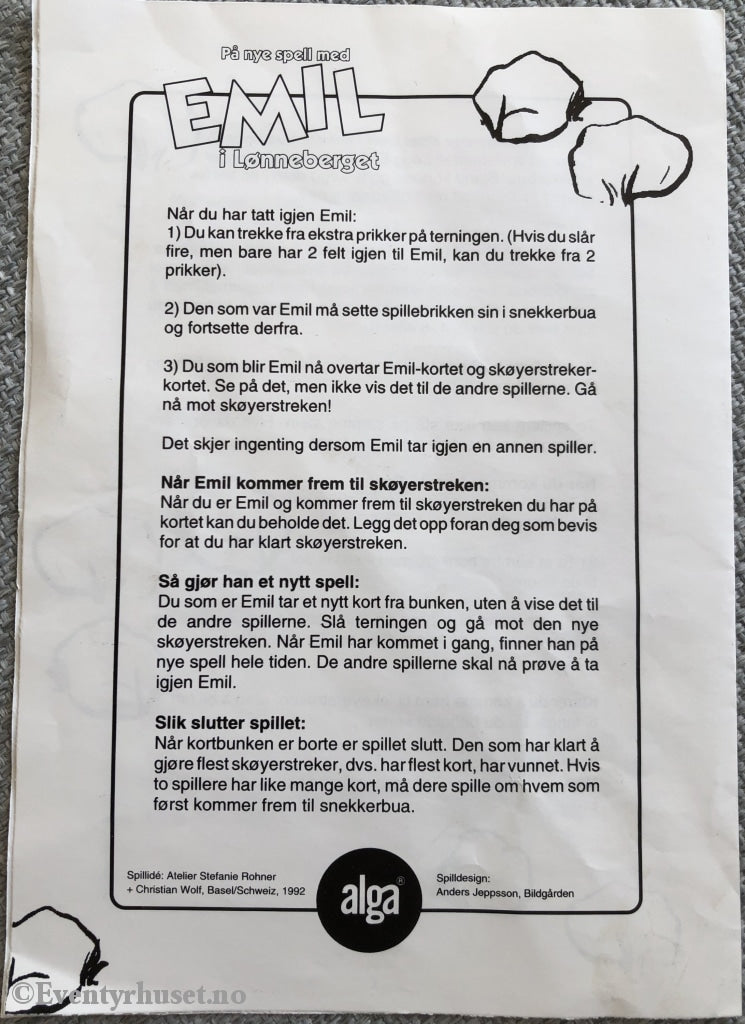 På nye spell med
EMIL
i Lønneberget
Når du har tatt igjen Emil:
1) Du kan trekke fra ekstra prikker på terningen. (Hvis du slår
fire, men bare har 2 felt igjen til Emil, kan du trekke fra 2
prikker).
2) Den som var Emil må sette spillebrikken sin i snekkerbua
og fortsette derfra.
3) Du som blir Emil nå overtar Emil-kortet og skøyerstreker-
kortet. Se på det, men ikke vis det til de andre spillerne. Gå
nå mot skøyerstreken!
Det skjer ingenting dersom Emil tar igjen en annen spiller.
Når Emil kommer frem til skøyerstreken:
Når du er Emil og kommer frem til skøyerstreken du har på
kortet kan du beholde det. Legg det opp foran deg som bevis
for at du har klart skøyerstreken.
Så gjør han et nytt spell:
Du som er Emil tar et nytt kort fra bunken, uten å vise det til
de andre spillerne. Slå terningen og gå mot den nye
skøyerstreken. Når Emil har kommet i gang, finner han på
nye spell hele tiden. De andre spillerne skal nå prøve å ta
igjen Emil.
Slik slutter spillet:
Når kortbunken er borte er spillet slutt. Den som har klart å
gjøre flest skøyerstreker, dvs. har flest kort, har vunnet. Hvis
to spillere har like mange kort, må dere spille om hvem som
først kommer frem til snekkerbua.
Spillidé: Atelier Stefanie Rohner
+ Christian Wolf, Basel/Schweiz, 1992
alga®
Spilldesign:
Anders Jeppsson, Bildgården
©Eventyrhuset.no